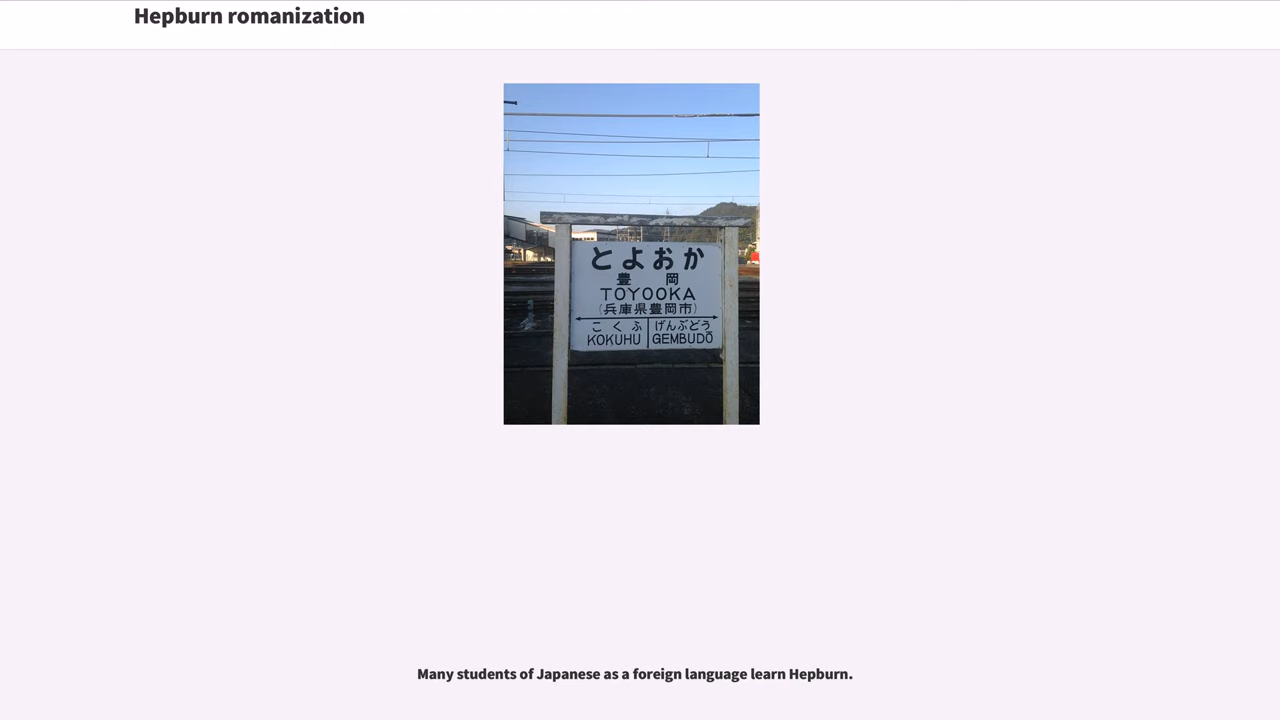 Hepburn romanization
とよおか
豊岡
TOYOOKA
(兵庫県豊岡市)
こくふ げんぶどう
KOKUHU GEMBUDŌ
Many students of Japanese as a foreign language learn Hepburn.